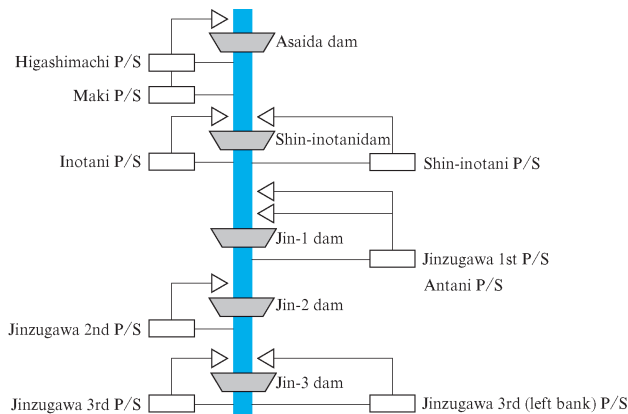 Asaida dam
Higashimachi P/S
Maki P/S
Shin-inotanidam
Inotani P/S
Shin-inotani P/S
Jin-1 dam
Jinzugawa 1st P/S
Antani P/S
Jin-2 dam
Jinzugawa 2nd P/S
Jin-3 dam
Jinzugawa 3rd P/S
Jinzugawa 3rd (left bank) P/S